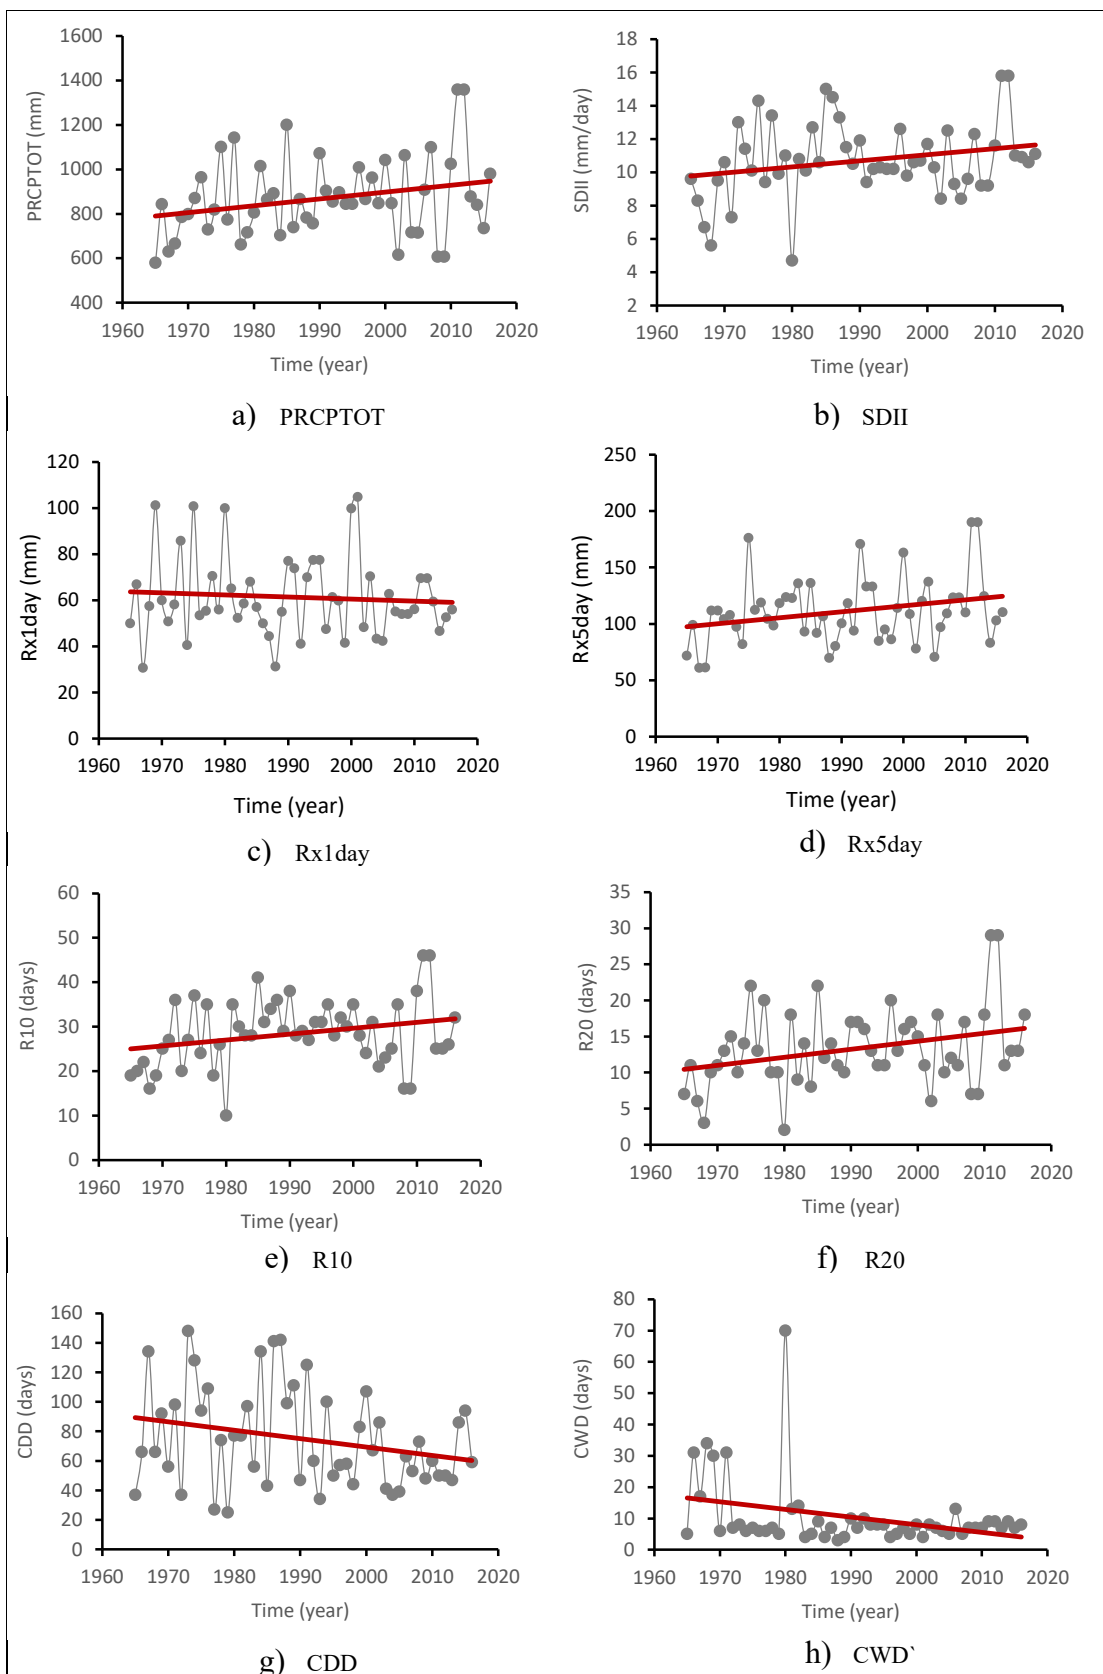 1600
1400
1200
1000
800
600
400
PRCPTOT (mm)
1960 1970 1980 1990 2000 2010 2020
Time (year)
a) PRCPTOT
18
16
14
12
10
8
6
4
2
SDII (mm/day)
1960 1970 1980 1990 2000 2010 2020
Time (year)
b) SDII
120
100
80
60
40
20
0
Rx1day (mm)
1960 1970 1980 1990 2000 2010 2020
Time (year)
c) Rx1day
250
200
150
100
50
0
Rx5day (mm)
1960 1970 1980 1990 2000 2010 2020
Time (year)
d) Rx5day
60
50
40
30
20
10
0
R10 (days)
1960 1970 1980 1990 2000 2010 2020
Time (year)
e) R10
35
30
25
20
15
10
5
0
R20 (days)
1960 1970 1980 1990 2000 2010 2020
Time (year)
f) R20
160
140
120
100
80
60
40
20
0
CDD (days)
1960 1970 1980 1990 2000 2010 2020
Time (year)
g) CDD
80
70
60
50
40
30
20
10
0
CWD (days)
1960 1970 1980 1990 2000 2010 2020
Time (year)
h) CWD`